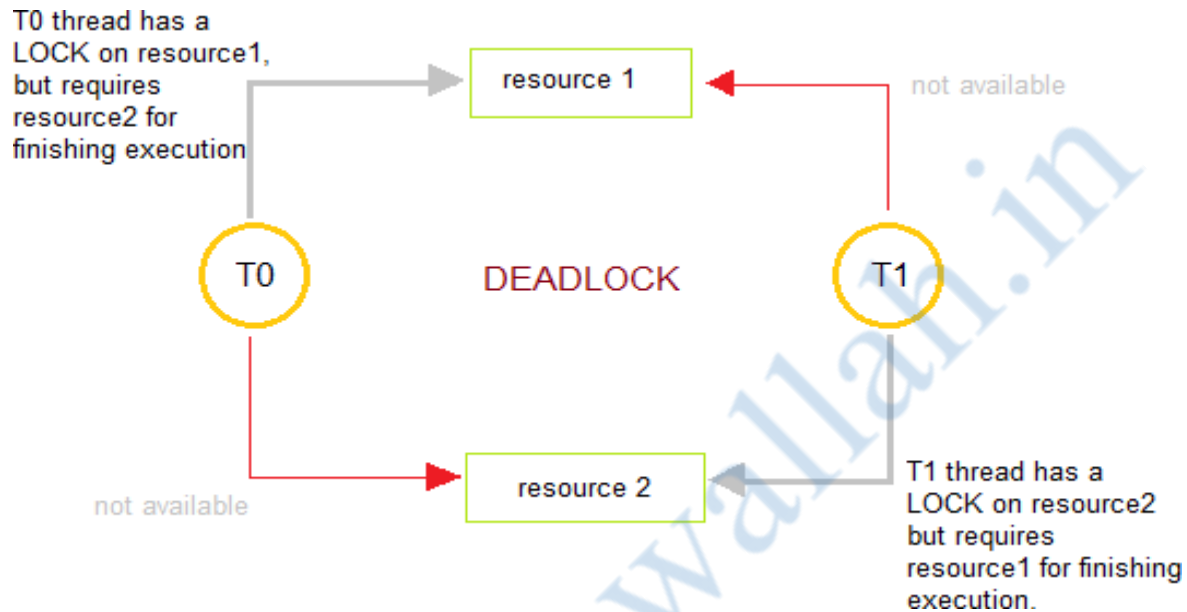 T0 thread has a
LOCK on resource1,
but requires
resource2 for
finishing execution
resource 1
not available
T0
DEADLOCK
T1
resource 2
not available
T1 thread has a
LOCK on resource2
but requires
resource1 for finishing
execution.
wallah.in